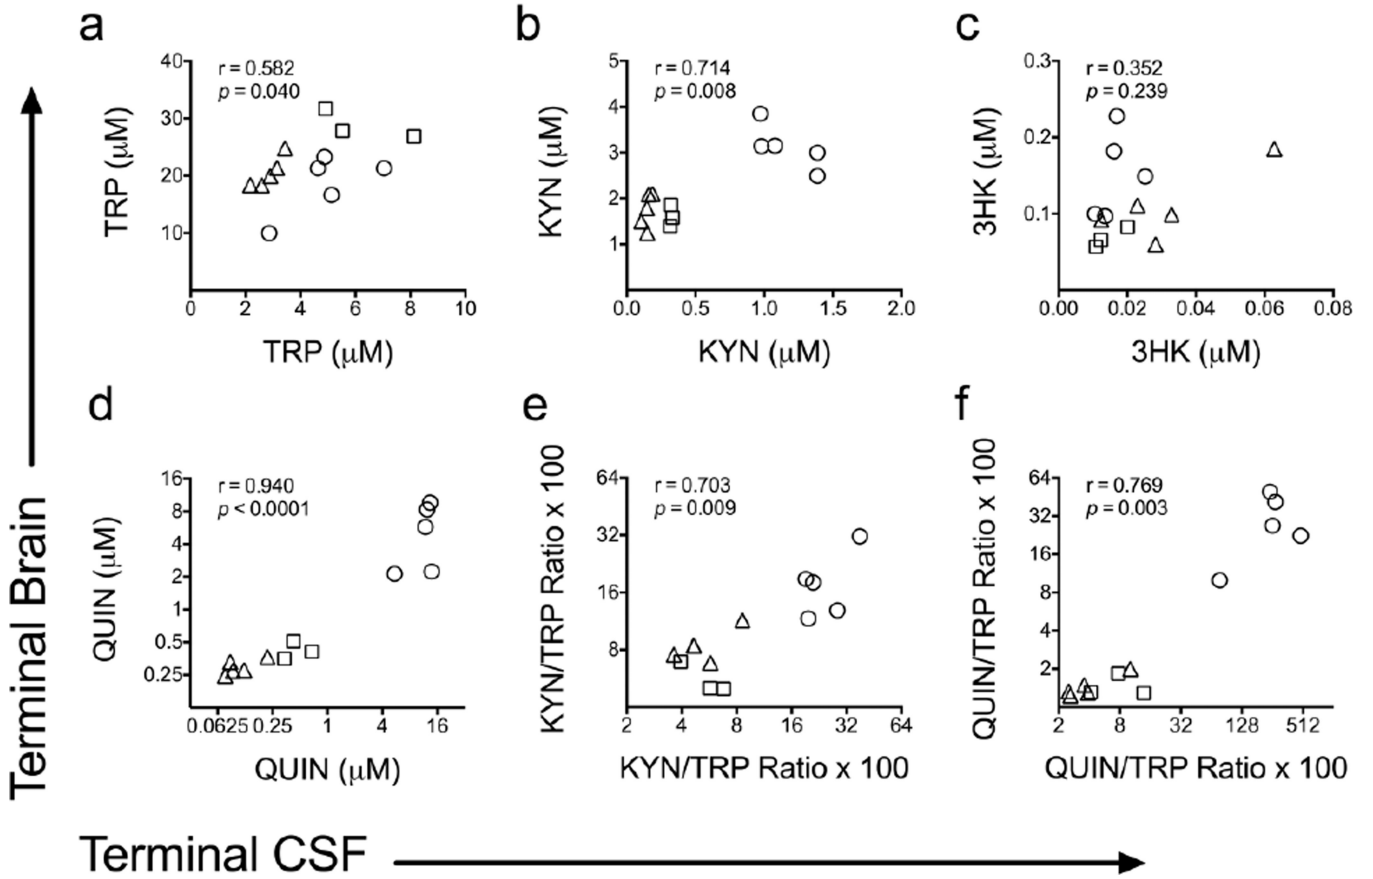 a
r = 0.582
p = 0.040
40
30
20
10
TRP (μM)
0 2 4 6 8 10
TRP (μM)
b
r = 0.714
p = 0.008
5
4
3
2
1
KYN (μM)
0.0 0.5 1.0 1.5 2.0
KYN (μM)
c
r = 0.352
p = 0.239
0.3
0.2
0.1
3HK (μM)
0.00 0.02 0.04 0.06 0.08
3HK (μM)
d
r = 0.940
p < 0.0001
16
8
4
2
1
0.5
0.25
QUIN (μM)
0.0625 0.25 1 4 16
QUIN (μM)
e
r = 0.703
p = 0.009
64
32
16
8
KYN/TRP Ratio x 100
2 4 8 16 32 64
KYN/TRP Ratio x 100
f
r = 0.769
p = 0.003
64
32
16
8
4
2
QUIN/TRP Ratio x 100
2 8 32 128 512
QUIN/TRP Ratio x 100
Terminal Brain
Terminal CSF